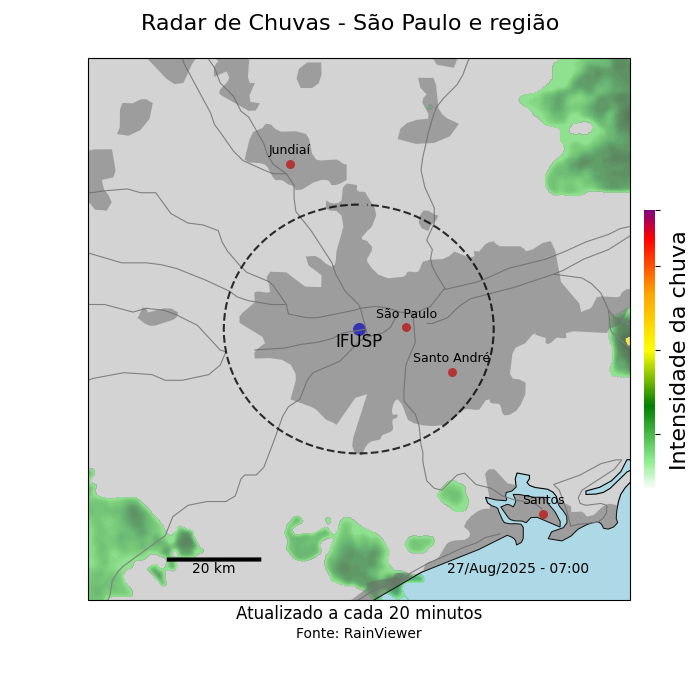 Radar de Chuvas - São Paulo e região
Jundiaí
São Paulo
IFUSP
Santo André
Intensidade da chuva
Santos
20 km
27/Aug/2025 - 07:00
Atualizado a cada 20 minutos
Fonte: RainViewer